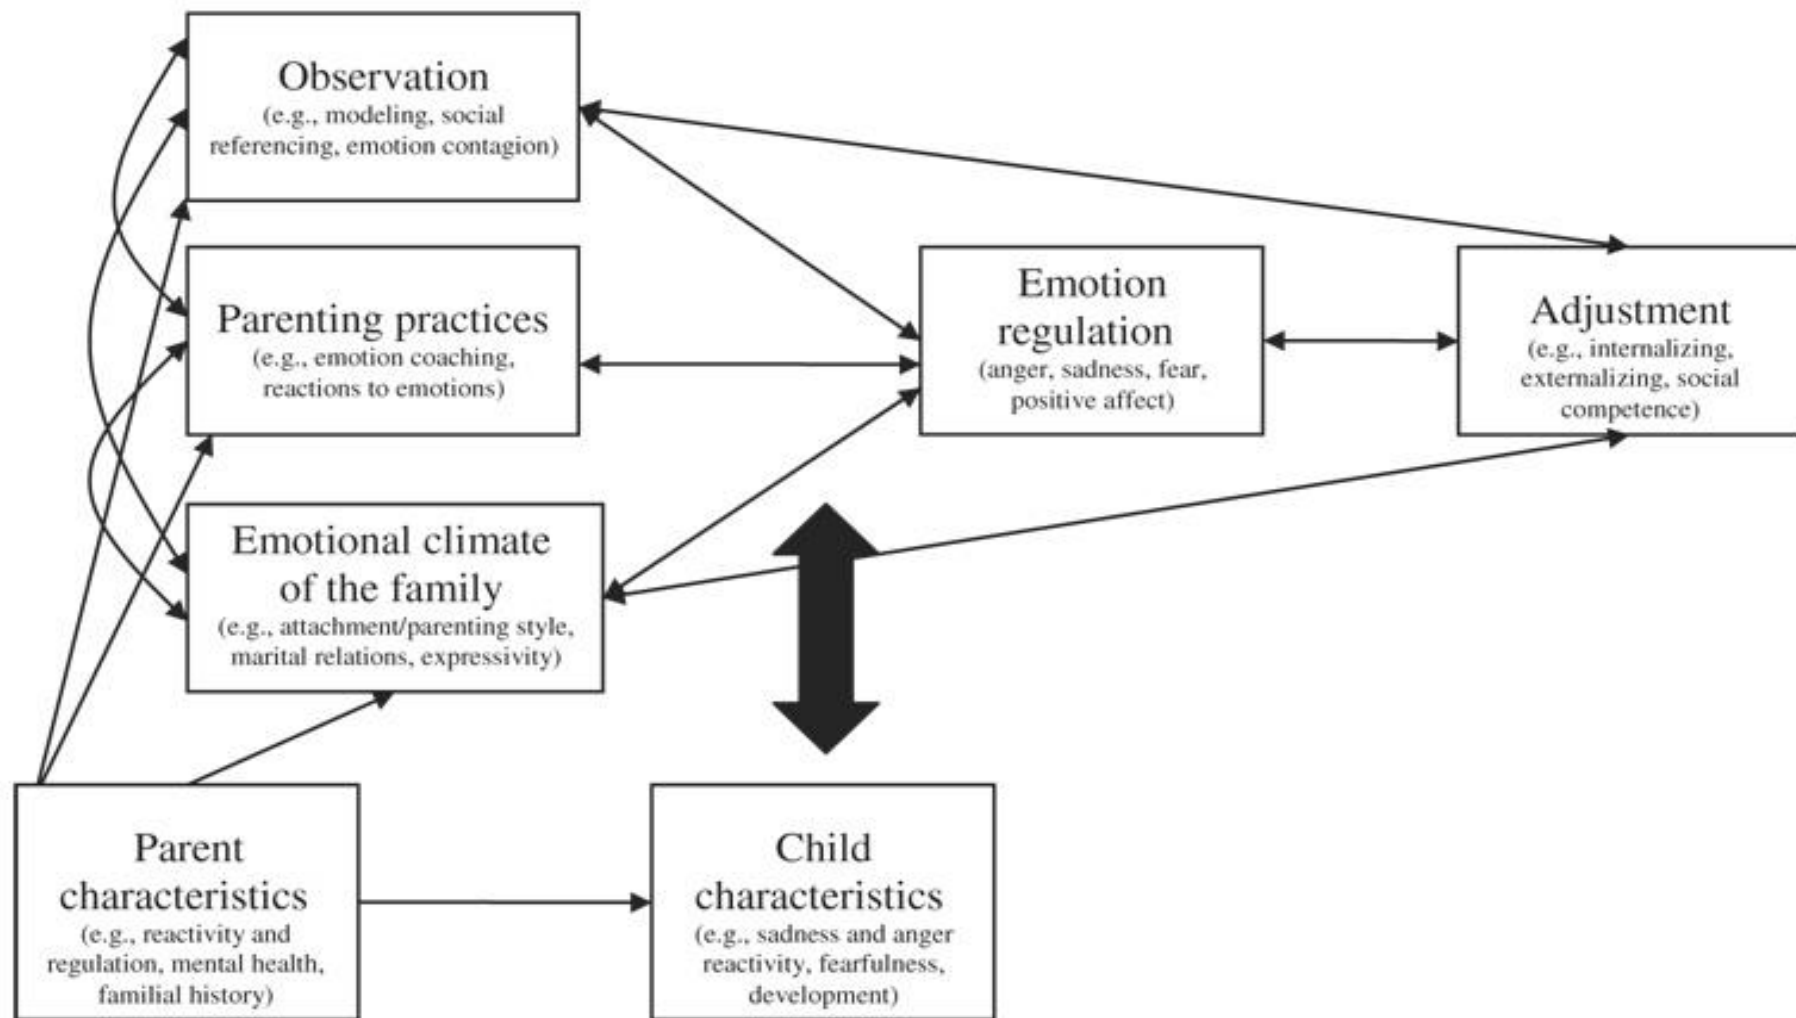 Observation
(e.g., modeling, social
referencing, emotion contagion)
Parenting practices
(e.g., emotion coaching,
reactions to emotions)
Emotional climate
of the family
(e.g., attachment/parenting style,
marital relations, expressivity)
Emotion
regulation
(anger, sadness, fear,
positive affect)
Adjustment
(e.g., internalizing,
externalizing, social
competence)
Parent
characteristics
(e.g., reactivity and
regulation, mental health,
familial history)
Child
characteristics
(e.g., sadness and anger
reactivity, fearfulness,
development)